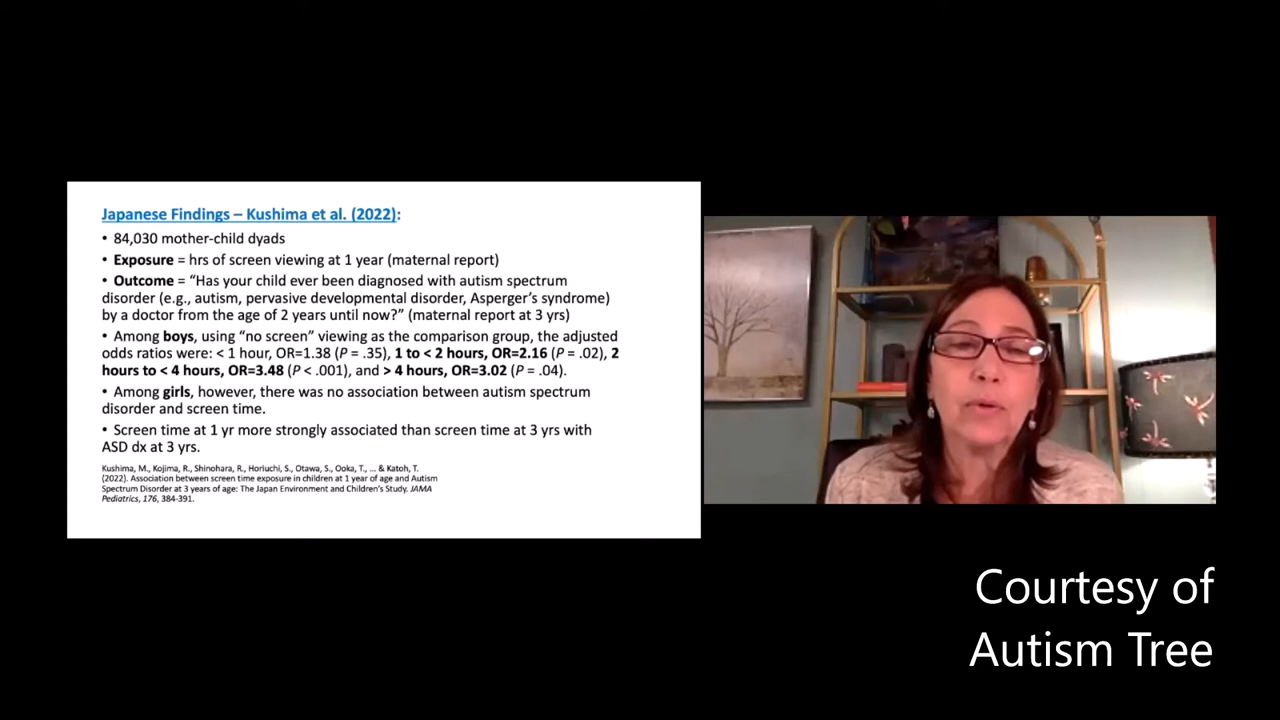 Japanese Findings – Kushima et al. (2022):
• 84,030 mother-child dyads
• Exposure = hrs of screen viewing at 1 year (maternal report)
• Outcome = “Has your child ever been diagnosed with autism spectrum
disorder (e.g., autism, pervasive developmental disorder, Asperger’s syndrome)
by a doctor from the age of 2 years until now?” (maternal report at 3 yrs)
• Among boys, using “no screen” viewing as the comparison group, the adjusted
odds ratios were: < 1 hour, OR=1.38 (P = .35), 1 to < 2 hours, OR=2.16 (P = .02), 2
hours to < 4 hours, OR=3.48 (P < .001), and > 4 hours, OR=3.02 (P = .04).
• Among girls, however, there was no association between autism spectrum
disorder and screen time.
• Screen time at 1 yr more strongly associated than screen time at 3 yrs with
ASD dx at 3 yrs.
Kushima, M., Kojima, R., Shinohara, R., Horiuchi, S., Otawa, S., Ooka, T., ... & Katoh, T.
(2022). Association between screen time exposure in children at 1 year of age and Autism
Spectrum Disorder at 3 years of age: The Japan Environment and Children’s Study. JAMA
Pediatrics, 176, 384-391.
Courtesy of
Autism Tree